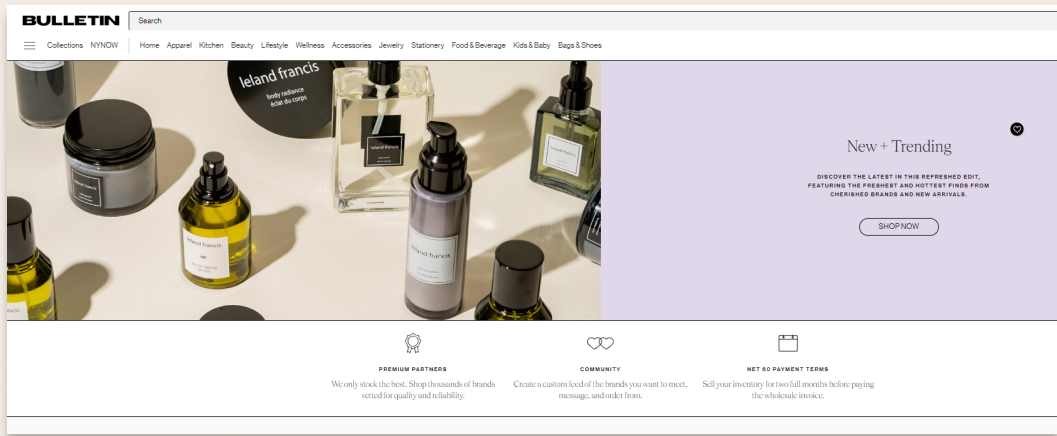 BULLETIN
Search
Collections NYNOW
Home Apparel Kitchen Beauty Lifestyle Wellness Accessories Jewelry Stationery Food & Beverage Kids & Baby Bags & Shoes
leland francis
body radiance
éclat du corps
leland francis
leland francis
leland francis
leland francis
New + Trending
DISCOVER THE LATEST IN THIS REFRESHED EDIT,
FEATURING THE FRESHEST AND HOTTEST FINDS FROM
CHERISHED BRANDS AND NEW ARRIVALS.
SHOP NOW
PREMIUM PARTNERS
We only stock the best. Shop thousands of brands
vetted for quality and reliability.
COMMUNITY
Create a custom feed of the brands you want to meet,
message, and order from.
NET 60 PAYMENT TERMS
Sell your inventory for two full months before paying
the wholesale invoice.